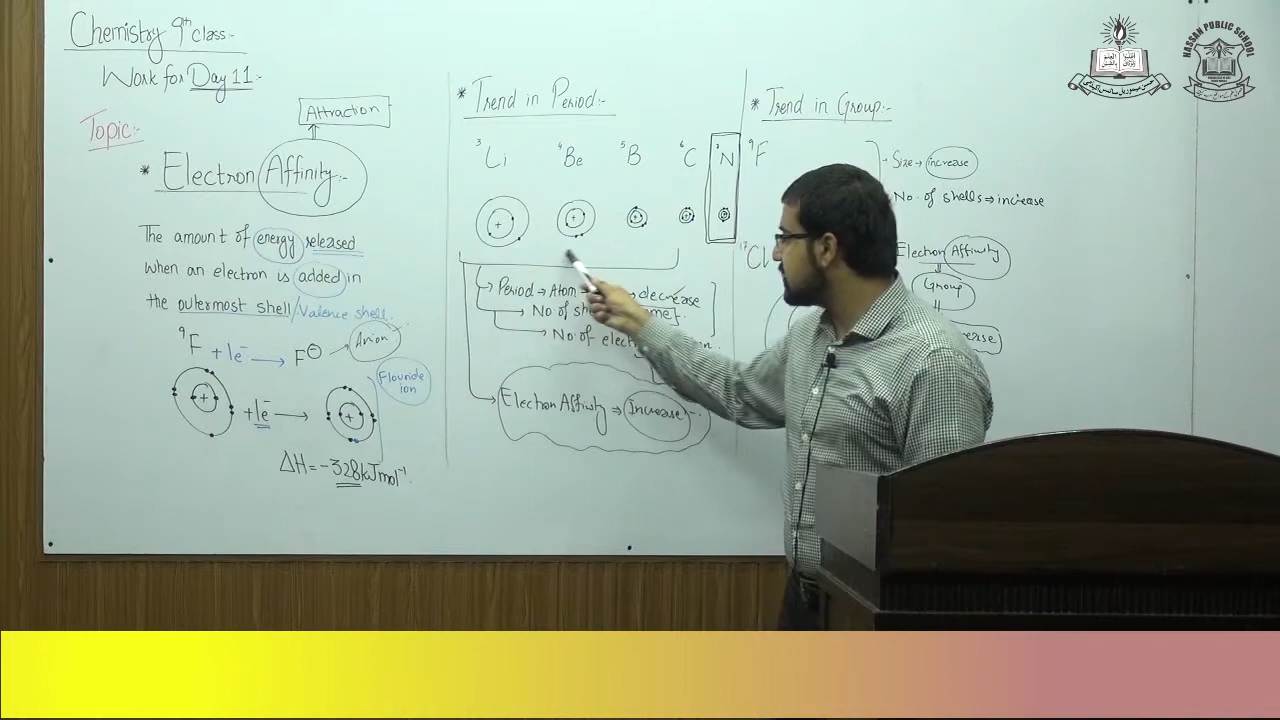 Chemistry 9th class:-
Work for Day 11:-
Topic:-
Attraction
* Electron Affinity:-
The amount of energy released
when an electron is added in
the outermost shell/Valence shell.
⁹F + 1e⁻ → F⊖ → Anion
Flouride
ion
+
+1e⁻ →
+
ΔH = -328kJmol⁻¹.
* Trend in Period:-
³Li ⁴Be ⁵B ⁶C ⁷N
+ + + + +
Period → Atom → decrease
No. of
No. of
Electron Affinity ⇒ Increase:-
* Trend in Group:-
⁹F
¹⁷Cl
Size → increase
No. of shells ⇒ increase
Electron Affinity
Group
HASSAN PUBLIC SCHOOL